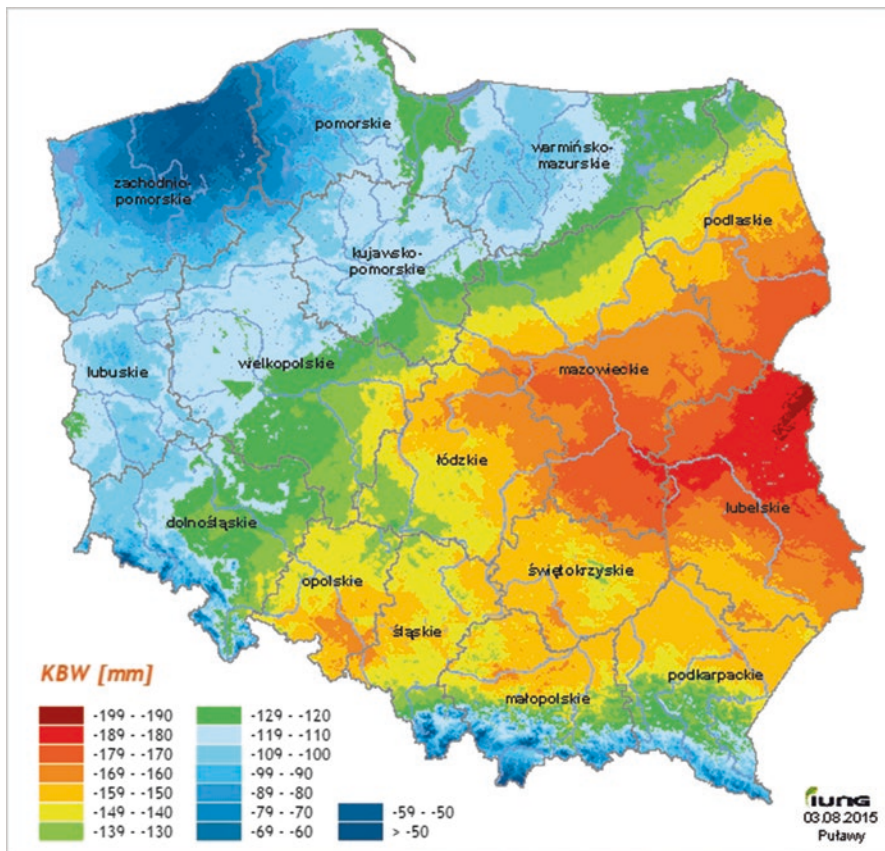 pomorskie
warmińsko-
mazurskie
zachodnio-
pomorskie
podlaskie
kujawsko-
pomorskie
lubuskie
wielkopolskie
mazowieckie
łódzkie
lubelskie
dolnośląskie
opolskie
świętokrzyskie
śląskie
podkarpackie
małopolskie
KBW [mm]
-199 - -190
-189 - -180
-179 - -170
-169 - -160
-159 - -150
-149 - -140
-139 - -130
-129 - -120
-119 - -110
-109 - -100
-99 - -90
-89 - -80
-79 - -70
-69 - -60
-59 - -50
> -50
IUNG
03.08.2015
Puławy